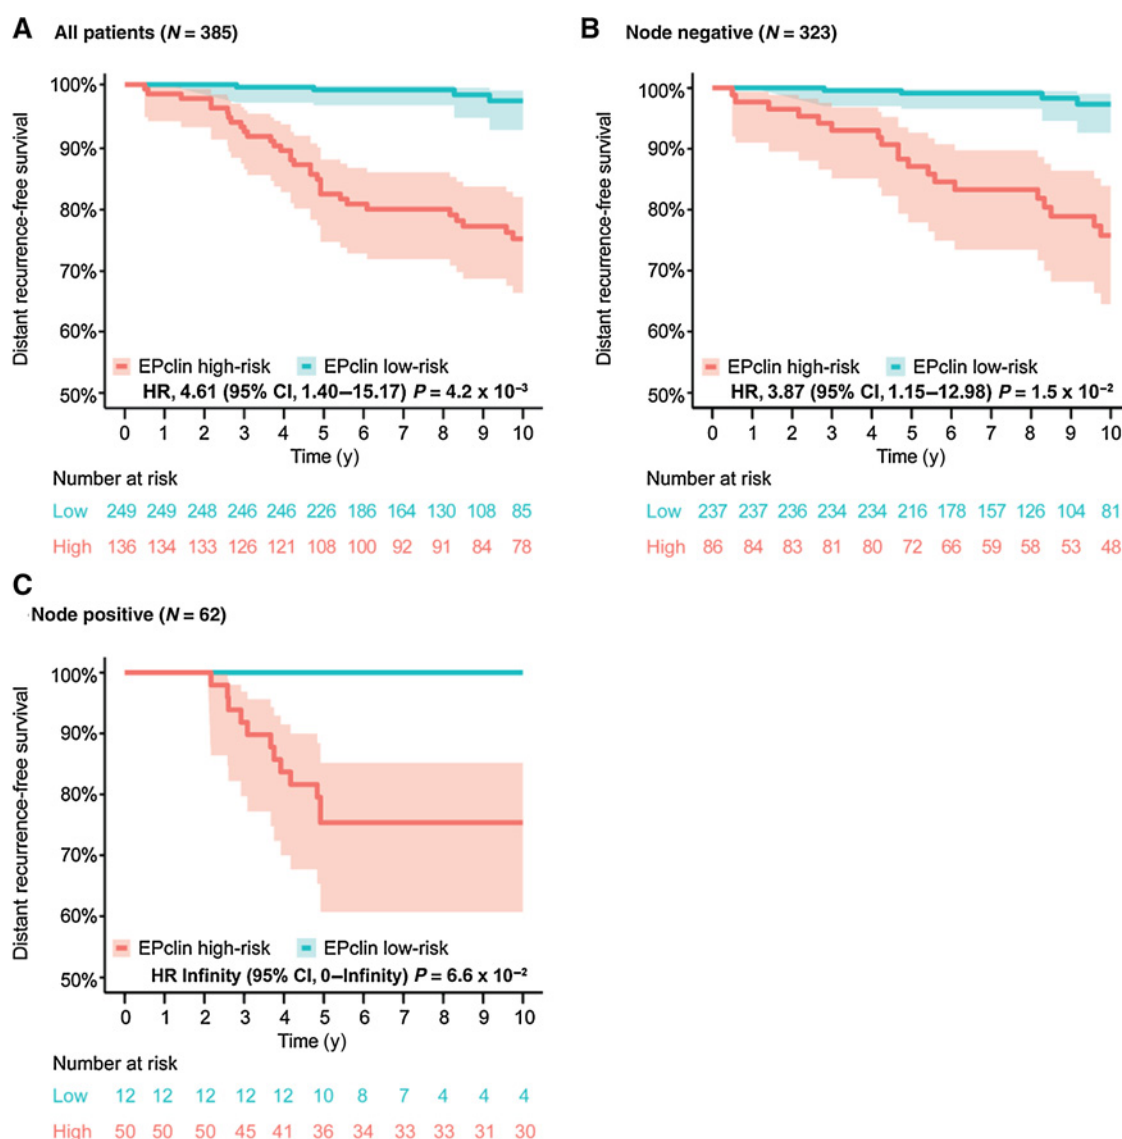 A All patients (N = 385)
Distant recurrence-free survival
100%
90%
80%
70%
60%
50%
EPclin high-risk EPclin low-risk
HR, 4.61 (95% CI, 1.40–15.17) P = 4.2 x 10⁻³
0 1 2 3 4 5 6 7 8 9 10
Time (y)
Number at risk
Low 249 249 248 246 246 226 186 164 130 108 85
High 136 134 133 126 121 108 100 92 91 84 78
B Node negative (N = 323)
Distant recurrence-free survival
100%
90%
80%
70%
60%
50%
EPclin high-risk EPclin low-risk
HR, 3.87 (95% CI, 1.15–12.98) P = 1.5 x 10⁻²
0 1 2 3 4 5 6 7 8 9 10
Time (y)
Number at risk
Low 237 237 236 234 234 216 178 157 126 104 81
High 86 84 83 81 80 72 66 59 58 53 48
C
Node positive (N = 62)
Distant recurrence-free survival
100%
90%
80%
70%
60%
50%
EPclin high-risk EPclin low-risk
HR Infinity (95% CI, 0–Infinity) P = 6.6 x 10⁻²
0 1 2 3 4 5 6 7 8 9 10
Time (y)
Number at risk
Low 12 12 12 12 12 10 8 7 4 4 4
High 50 50 50 45 41 36 34 33 33 31 30